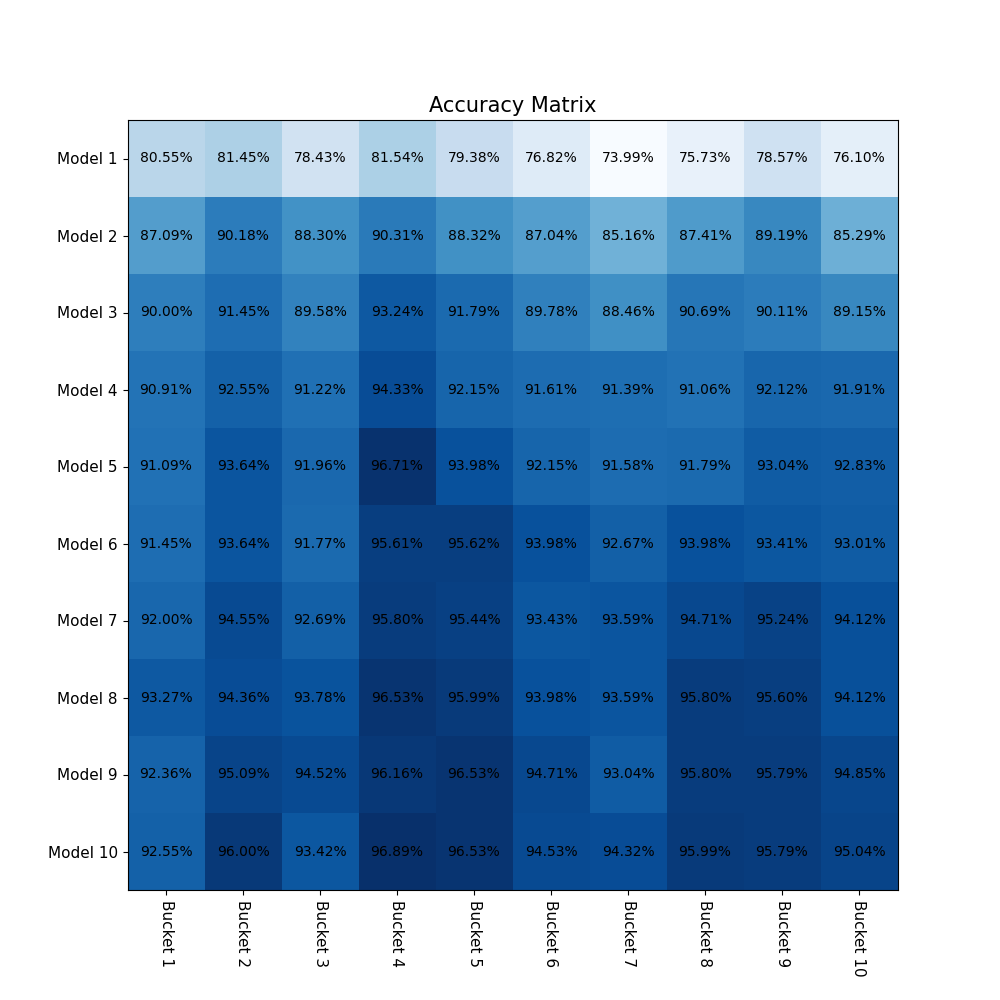 Accuracy Matrix
Model 1 80.55% 81.45% 78.43% 81.54% 79.38% 76.82% 73.99% 75.73% 78.57% 76.10%
Model 2 87.09% 90.18% 88.30% 90.31% 88.32% 87.04% 85.16% 87.41% 89.19% 85.29%
Model 3 90.00% 91.45% 89.58% 93.24% 91.79% 89.78% 88.46% 90.69% 90.11% 89.15%
Model 4 90.91% 92.55% 91.22% 94.33% 92.15% 91.61% 91.39% 91.06% 92.12% 91.91%
Model 5 91.09% 93.64% 91.96% 96.71% 93.98% 92.15% 91.58% 91.79% 93.04% 92.83%
Model 6 91.45% 93.64% 91.77% 95.61% 95.62% 93.98% 92.67% 93.98% 93.41% 93.01%
Model 7 92.00% 94.55% 92.69% 95.80% 95.44% 93.43% 93.59% 94.71% 95.24% 94.12%
Model 8 93.27% 94.36% 93.78% 96.53% 95.99% 93.98% 93.59% 95.80% 95.60% 94.12%
Model 9 92.36% 95.09% 94.52% 96.16% 96.53% 94.71% 93.04% 95.80% 95.79% 94.85%
Model 10 92.55% 96.00% 93.42% 96.89% 96.53% 94.53% 94.32% 95.99% 95.79% 95.04%
Bucket 1 Bucket 2 Bucket 3 Bucket 4 Bucket 5 Bucket 6 Bucket 7 Bucket 8 Bucket 9 Bucket 10